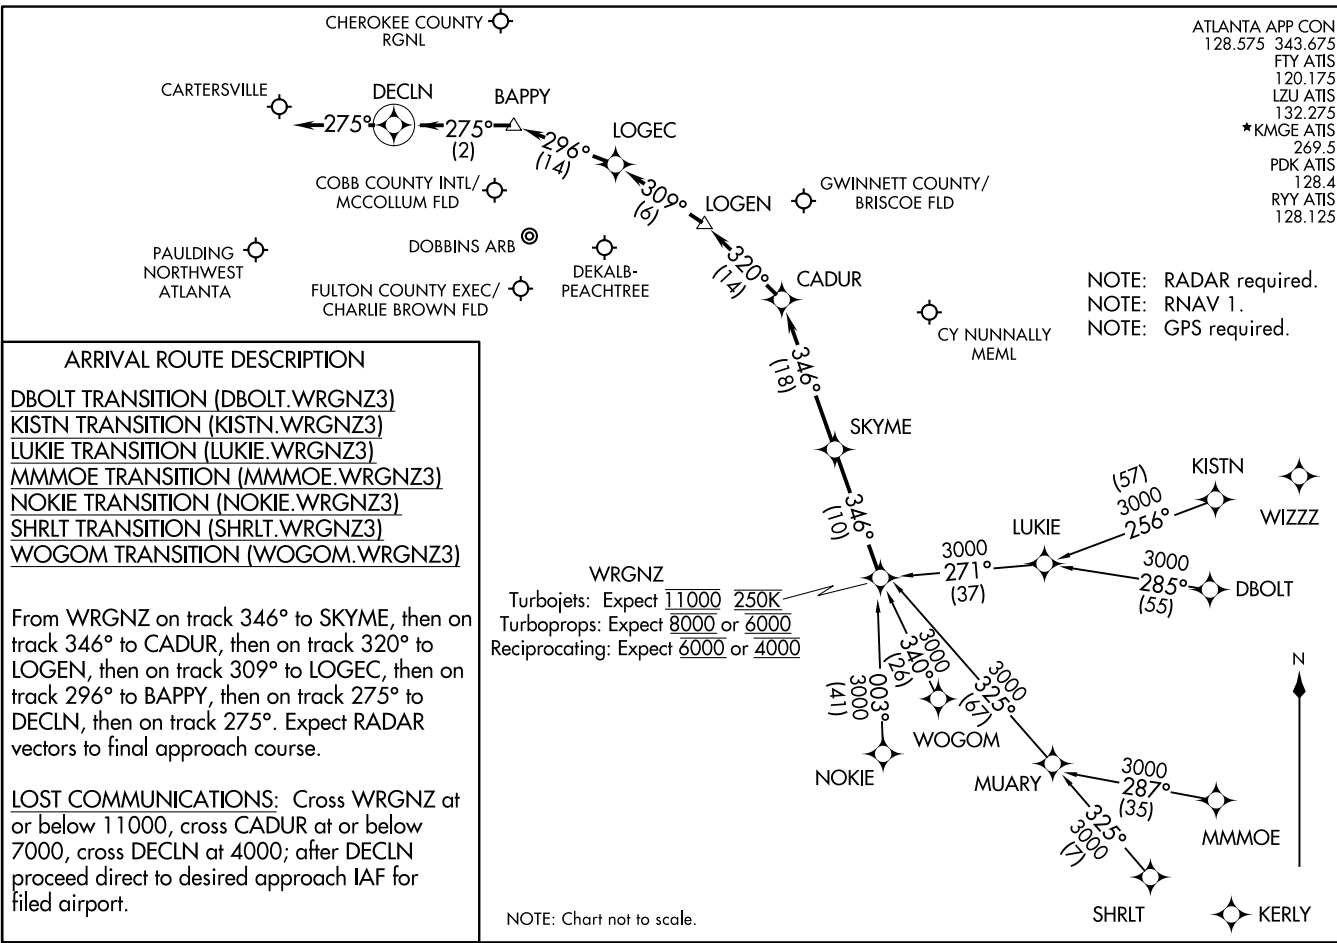 CHEROKEE COUNTY
RGNL
ATLANTA APP CON
128.575 343.675
FTY ATIS
120.175
LZU ATIS
132.275
★KMGE ATIS
269.5
PDK ATIS
128.4
RYY ATIS
128.125
CARTERSVILLE
DECLN
BAPPY
LOGEC
275°
275°
(2)
296°
(14)
309°
(6)
LOGEN
COBB COUNTY INTL/
MCCOLLUM FLD
GWINNETT COUNTY/
BRISCOE FLD
DOBBINS ARB
PAULDING
NORTHWEST
ATLANTA
FULTON COUNTY EXEC/
CHARLIE BROWN FLD
DEKALB-
PEACHTREE
320°
(14)
CADUR
NOTE: RADAR required.
NOTE: RNAV 1.
NOTE: GPS required.
CY NUNNALLY
MEML
346°
(18)
SKYME
346°
(10)
ARRIVAL ROUTE DESCRIPTION
DBOLT TRANSITION (DBOLT.WRGNZ3)
KISTN TRANSITION (KISTN.WRGNZ3)
LUKIE TRANSITION (LUKIE.WRGNZ3)
MMMOE TRANSITION (MMMOE.WRGNZ3)
NOKIE TRANSITION (NOKIE.WRGNZ3)
SHRLT TRANSITION (SHRLT.WRGNZ3)
WOGOM TRANSITION (WOGOM.WRGNZ3)
From WRGNZ on track 346° to SKYME, then on
track 346° to CADUR, then on track 320° to
LOGEN, then on track 309° to LOGEC, then on
track 296° to BAPPY, then on track 275° to
DECLN, then on track 275°. Expect RADAR
vectors to final approach course.
LOST COMMUNICATIONS: Cross WRGNZ at
or below 11000, cross CADUR at or below
7000, cross DECLN at 4000; after DECLN
proceed direct to desired approach IAF for
filed airport.
WRGNZ
Turbojets: Expect 11000 250K
Turboprops: Expect 8000 or 6000
Reciprocating: Expect 6000 or 4000
KISTN
WIZZZ
(57)
3000
256°
LUKIE
3000
271°
(37)
3000
285°
(55)
DBOLT
003°
3000
(41)
NOKIE
3000
340°
(26)
WOGOM
3000
325°
(67)
MUARY
3000
287°
(35)
MMMOE
325°
3000
(7)
SHRLT
KERLY
N
NOTE: Chart not to scale.